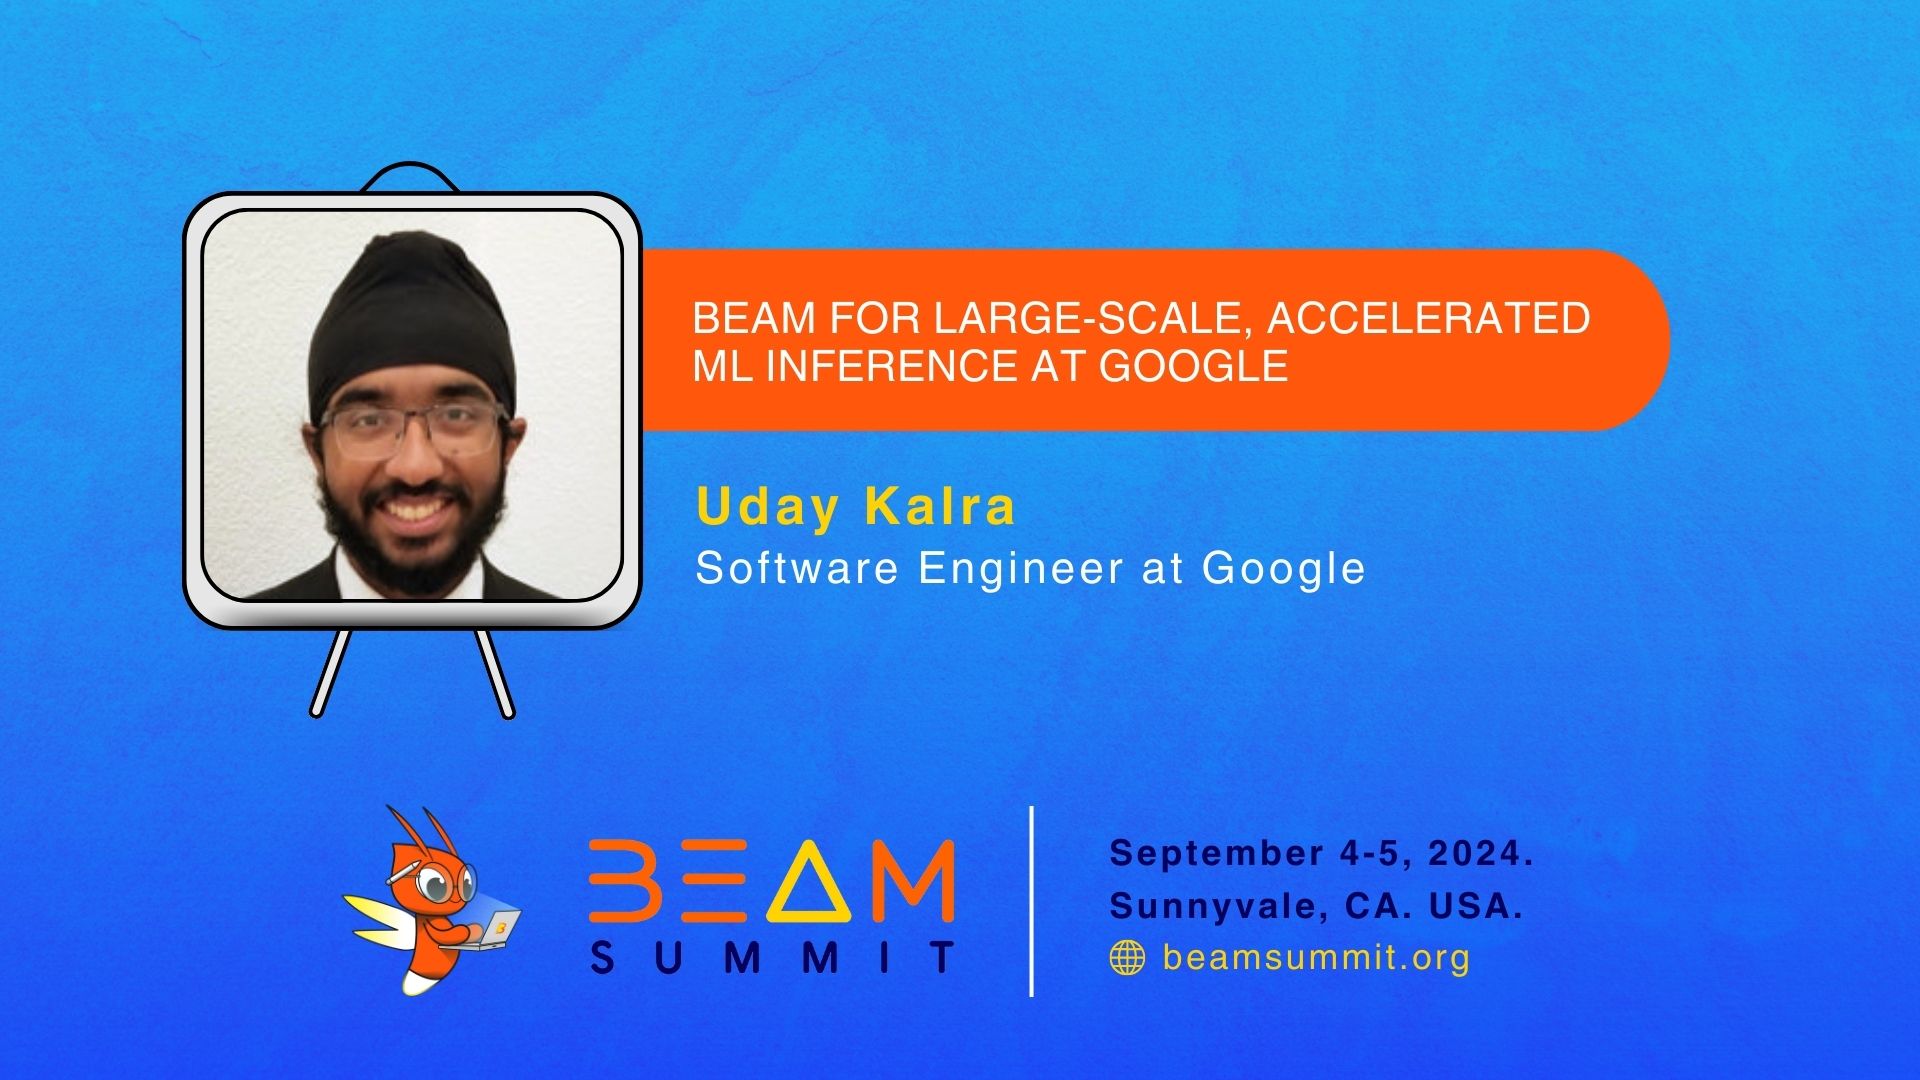 BEAM FOR LARGE-SCALE, ACCELERATED
ML INFERENCE AT GOOGLE
Uday Kalra
Software Engineer at Google
BEAM
SUMMIT
September 4-5, 2024.
Sunnyvale, CA. USA.
beamsummit.org